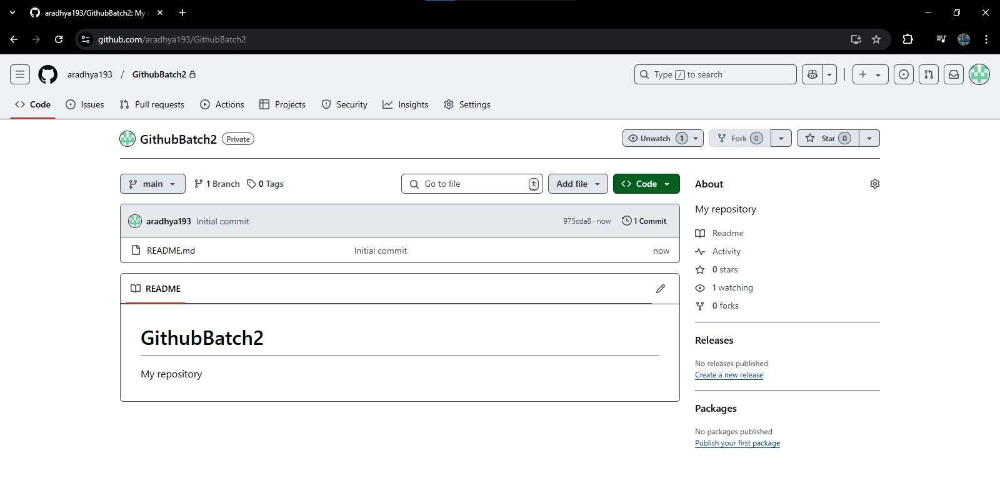 aradhya193/GithubBatch2: My
github.com/aradhya193/GithubBatch2
aradhya193 / GithubBatch2
Type / to search
Code Issues Pull requests Actions Projects Security Insights Settings
GithubBatch2 Private
Unwatch 1 Fork 0 Star 0
main 1 Branch 0 Tags Go to file t Add file Code
aradhya193 Initial commit 975cda8 · now 1 Commit
README.md Initial commit now
README
GithubBatch2
My repository
About
My repository
Readme
Activity
0 stars
1 watching
0 forks
Releases
No releases published
Create a new release
Packages
No packages published
Publish your first package